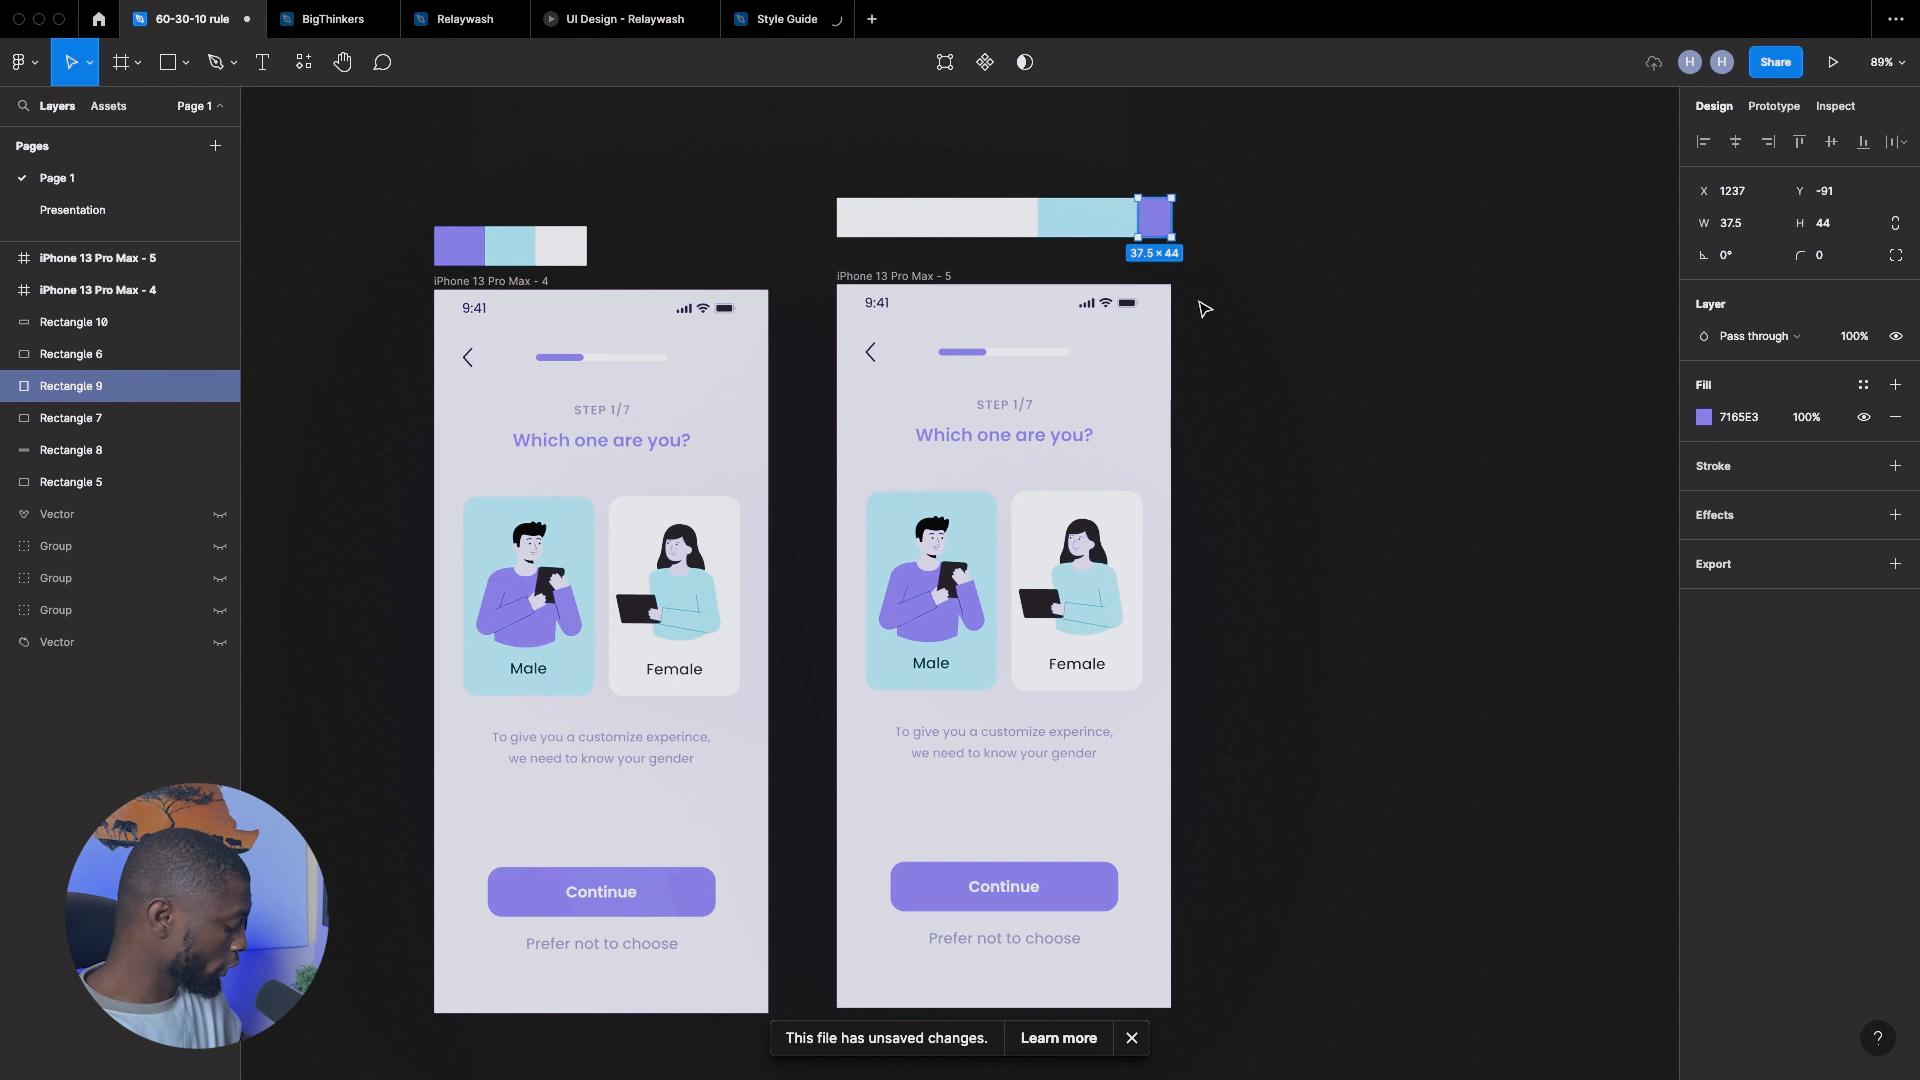 60-30-10 rule
BigThinkers
Relaywash
UI Design - Relaywash
Style Guide
H
H
Share
89%
Layers
Assets
Page 1
Pages
Page 1
Presentation
iPhone 13 Pro Max - 5
iPhone 13 Pro Max - 4
Rectangle 10
Rectangle 6
Rectangle 9
Rectangle 7
Rectangle 8
Rectangle 5
Vector
Group
Group
Group
Vector
iPhone 13 Pro Max - 4
9:41
STEP 1/7
Which one are you?
Male
Female
To give you a customize experince,
we need to know your gender
Continue
Prefer not to choose
37.5 × 44
iPhone 13 Pro Max - 5
9:41
STEP 1/7
Which one are you?
Male
Female
To give you a customize experince,
we need to know your gender
Continue
Prefer not to choose
This file has unsaved changes.
Learn more
Design
Prototype
Inspect
X 1237
Y -91
W 37.5
H 44
0°
0
Layer
Pass through
100%
Fill
7165E3
100%
Stroke
Effects
Export
?